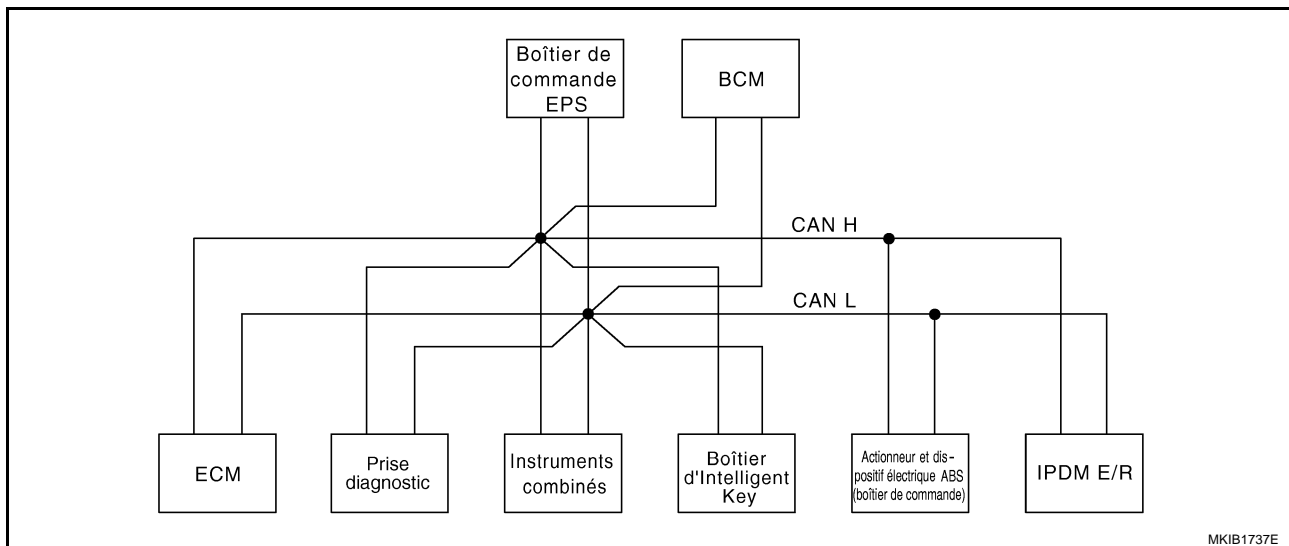 Boîtier de
commande
EPS
BCM
CAN H
CAN L
ECM
Prise
diagnostic
Instruments
combinés
Boîtier
d'Intelligent
Key
Actionneur et dis-
positif électrique ABS
(boîtier de commande)
IPDM E/R
MKIB1737E